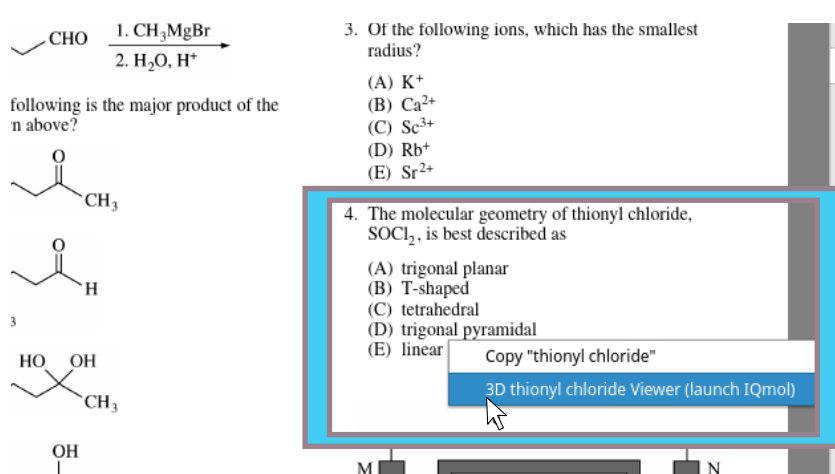 CHO
1. CH₃MgBr
2. H₂O, H⁺
following is the major product of the
n above?
O
CH₃
O
H
3
HO OH
CH₃
OH
3. Of the following ions, which has the smallest
radius?
(A) K⁺
(B) Ca²⁺
(C) Sc³⁺
(D) Rb⁺
(E) Sr²⁺
4. The molecular geometry of thionyl chloride,
SOCl₂, is best described as
(A) trigonal planar
(B) T-shaped
(C) tetrahedral
(D) trigonal pyramidal
(E) linear
Copy "thionyl chloride"
3D thionyl chloride Viewer (launch IQmol)
M N